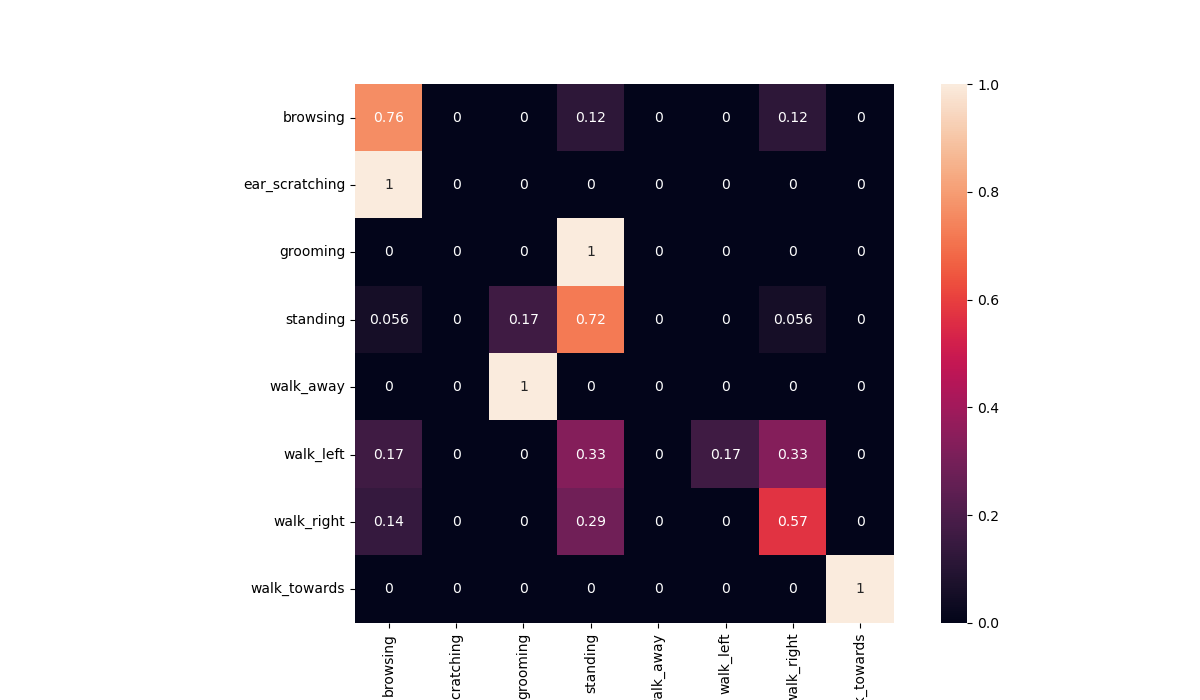 browsing 0.76 0 0 0.12 0 0 0.12 0
ear_scratching 1 0 0 0 0 0 0 0
grooming 0 0 0 1 0 0 0 0
standing 0.056 0 0.17 0.72 0 0 0.056 0
walk_away 0 0 1 0 0 0 0 0
walk_left 0.17 0 0 0.33 0 0.17 0.33 0
walk_right 0.14 0 0 0.29 0 0 0.57 0
walk_towards 0 0 0 0 0 0 0 1
browsing
cratching
grooming
standing
alk_away
walk_left
walk_right
k_towards
1.0
0.8
0.6
0.4
0.2
0.0